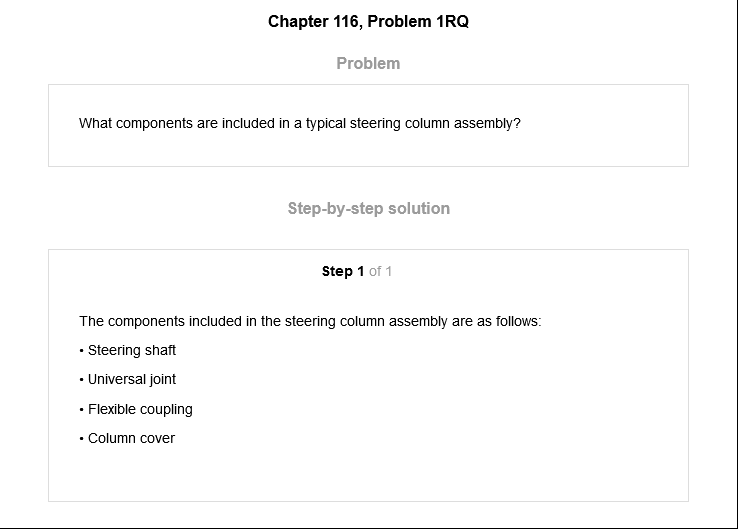 Chapter 116, Problem 1RQ
Problem
What components are included in a typical steering column assembly?
Step-by-step solution
Step 1 of 1
The components included in the steering column assembly are as follows:
• Steering shaft
• Universal joint
• Flexible coupling
• Column cover